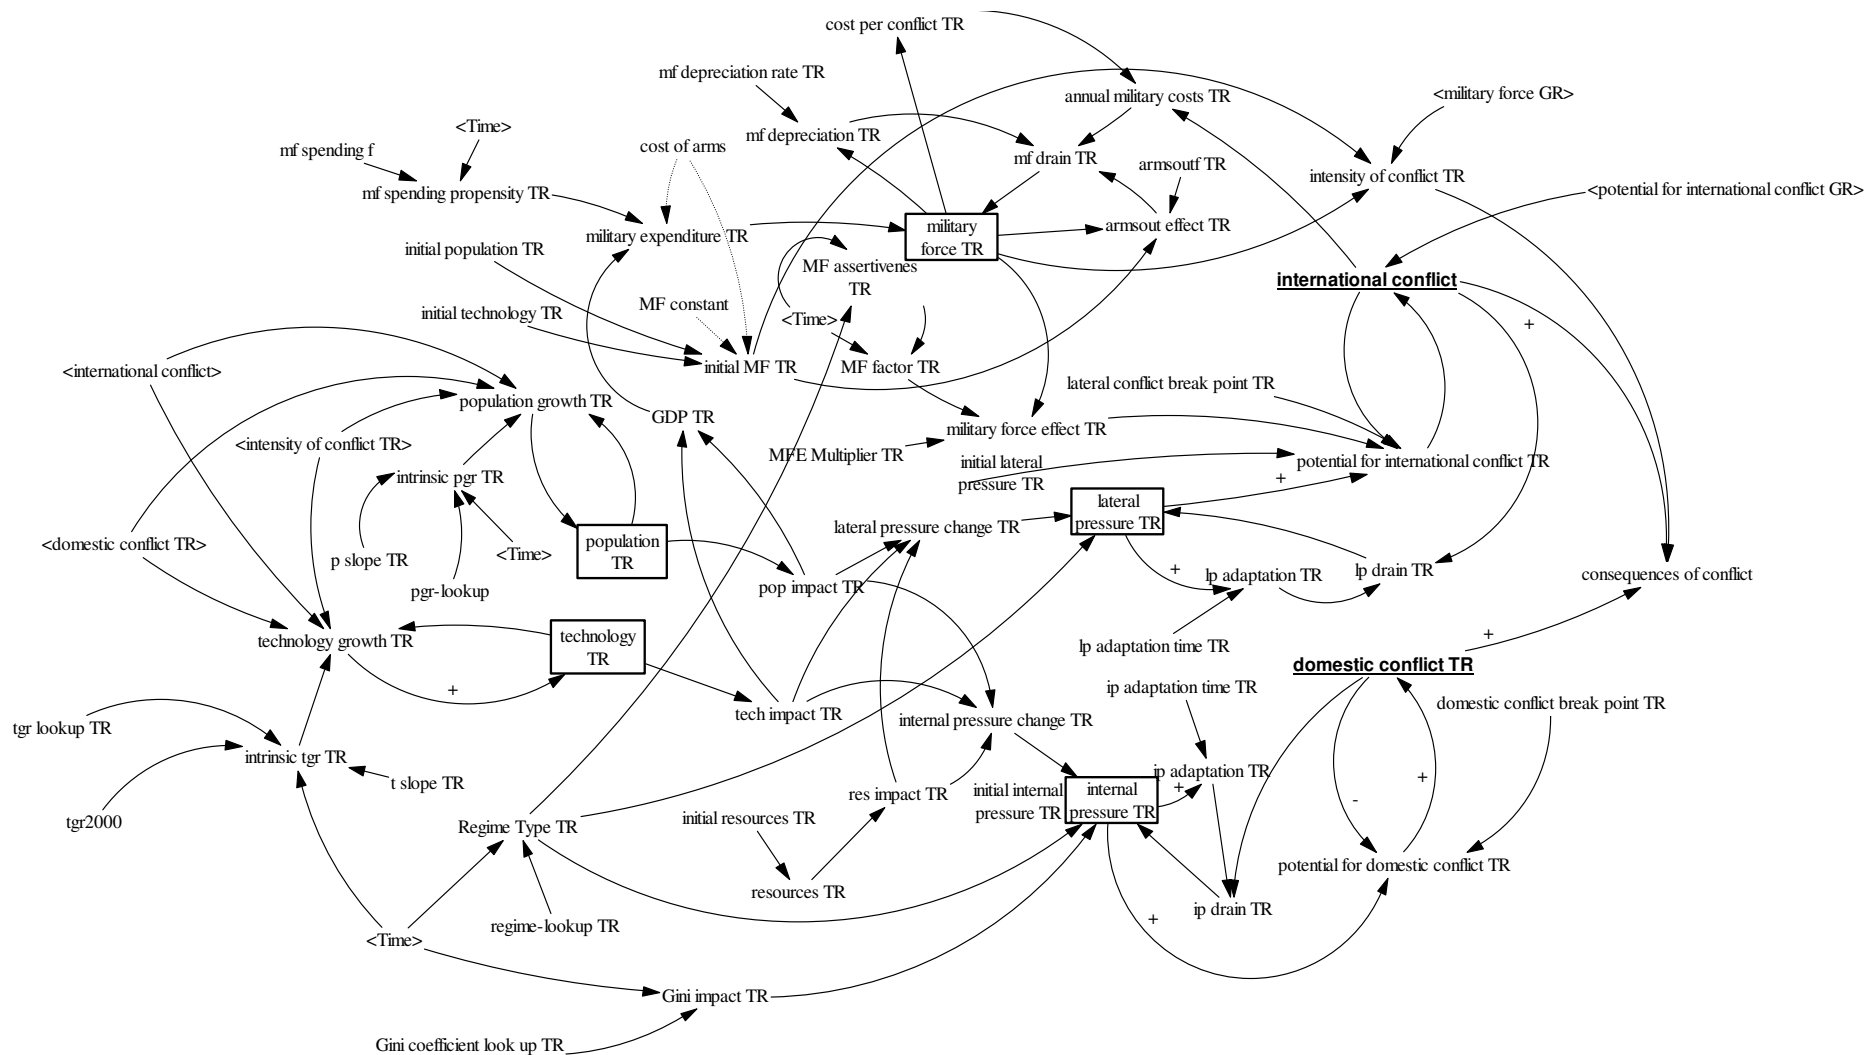 cost per conflict TR
mf depreciation rate TR
annual military costs TR
<military force GR>
<Time>
mf spending f
cost of arms
mf depreciation TR
mf drain TR
armsoutf TR
intensity of conflict TR
mf spending propensity TR
<potential for international conflict GR>
military expenditure TR
military
force TR
armsout effect TR
initial population TR
MF assertivenes
TR
international conflict
MF constant
initial technology TR
<Time>
+
<international conflict>
initial MF TR
MF factor TR
lateral conflict break point TR
population growth TR
GDP TR
military force effect TR
<intensity of conflict TR>
MFE Multiplier TR
initial lateral
pressure TR
potential for international conflict TR
intrinsic pgr TR
+
lateral
pressure TR
lateral pressure change TR
<domestic conflict TR>
p slope TR
<Time>
population
TR
pgr-lookup
pop impact TR
+
lp adaptation TR
lp drain TR
consequences of conflict
technology growth TR
technology
TR
lp adaptation time TR
+
domestic conflict TR
+
ip adaptation time TR
tgr lookup TR
tech impact TR
internal pressure change TR
domestic conflict break point TR
intrinsic tgr TR
t slope TR
ip adaptation TR
+
+
-
tgr2000
Regime Type TR
initial resources TR
res impact TR
initial internal
pressure TR
internal
pressure TR
resources TR
potential for domestic conflict TR
regime-lookup TR
+
ip drain TR
<Time>
Gini impact TR
Gini coefficient look up TR